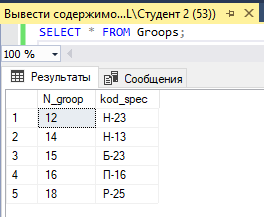 Вывести содержимо...L\Студент 2 (53))
SELECT * FROM Groops;
100 %
Результаты Сообщения
N_groop kod_spec
1 12 Н-23
2 14 Н-13
3 15 Б-23
4 16 П-16
5 18 Р-25